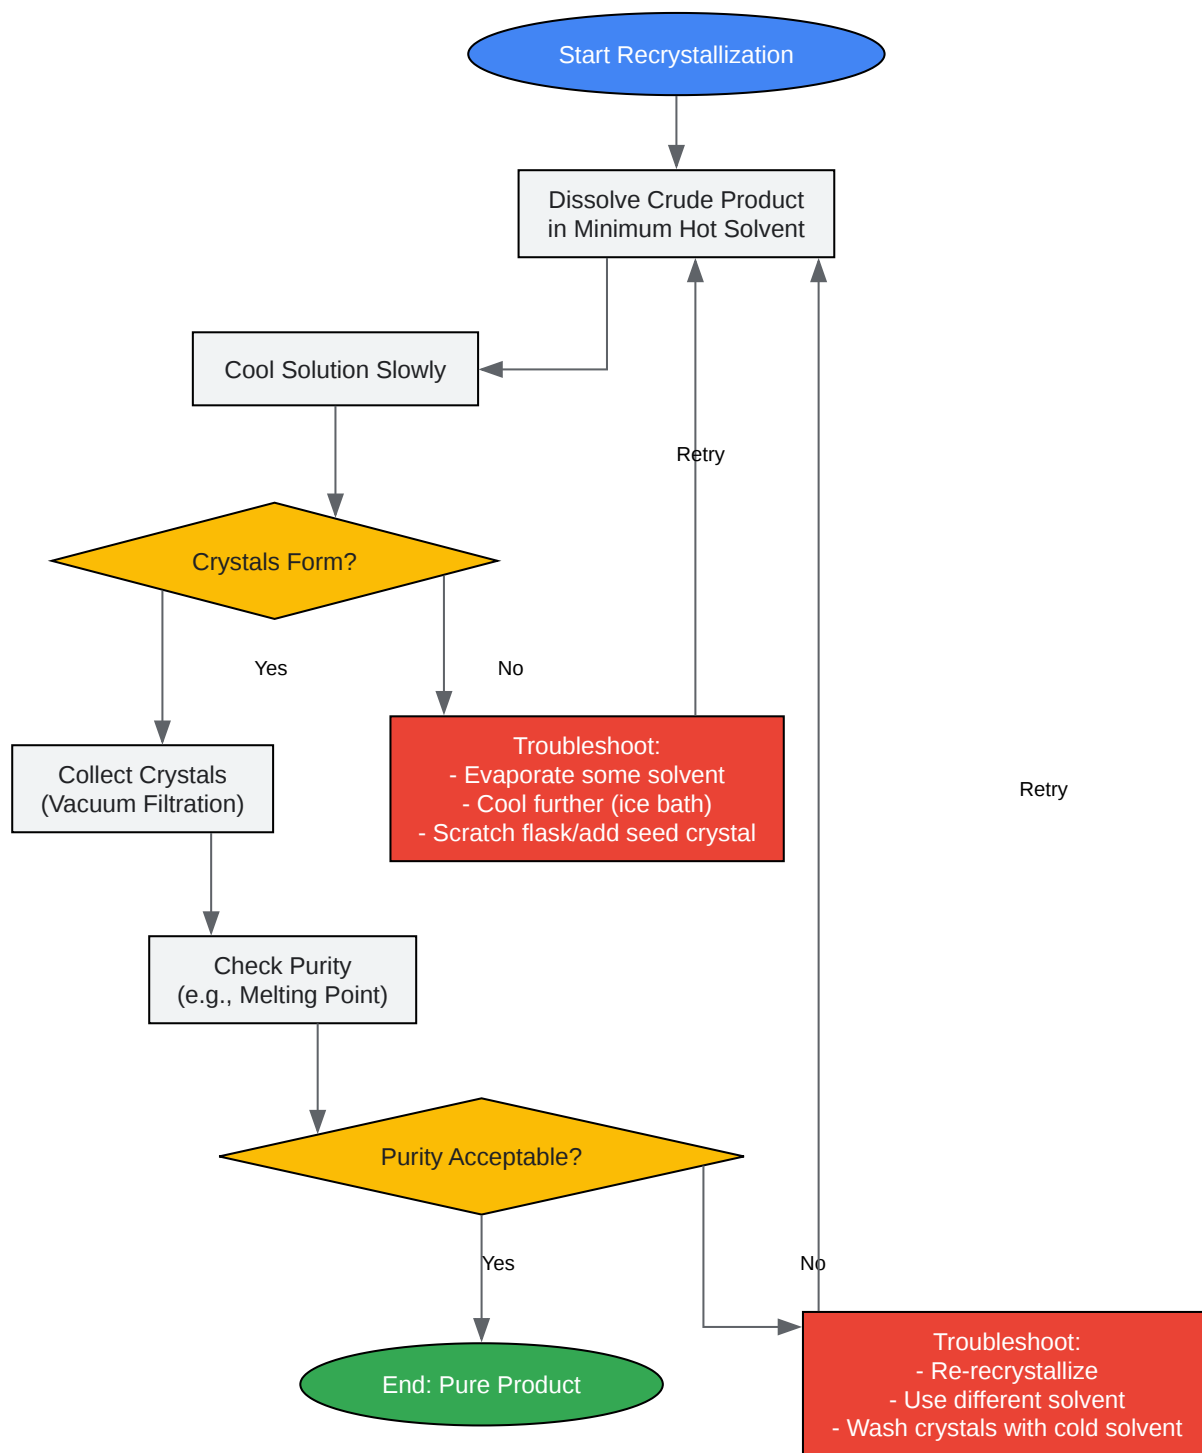 Start Recrystallization
Dissolve Crude Product
in Minimum Hot Solvent
Cool Solution Slowly
Retry
Crystals Form?
Yes
No
Troubleshoot:
- Evaporate some solvent
- Cool further (ice bath)
- Scratch flask/add seed crystal
Collect Crystals
(Vacuum Filtration)
Retry
Check Purity
(e.g., Melting Point)
Purity Acceptable?
Yes
No
End: Pure Product
Troubleshoot:
- Re-recrystallize
- Use different solvent
- Wash crystals with cold solvent